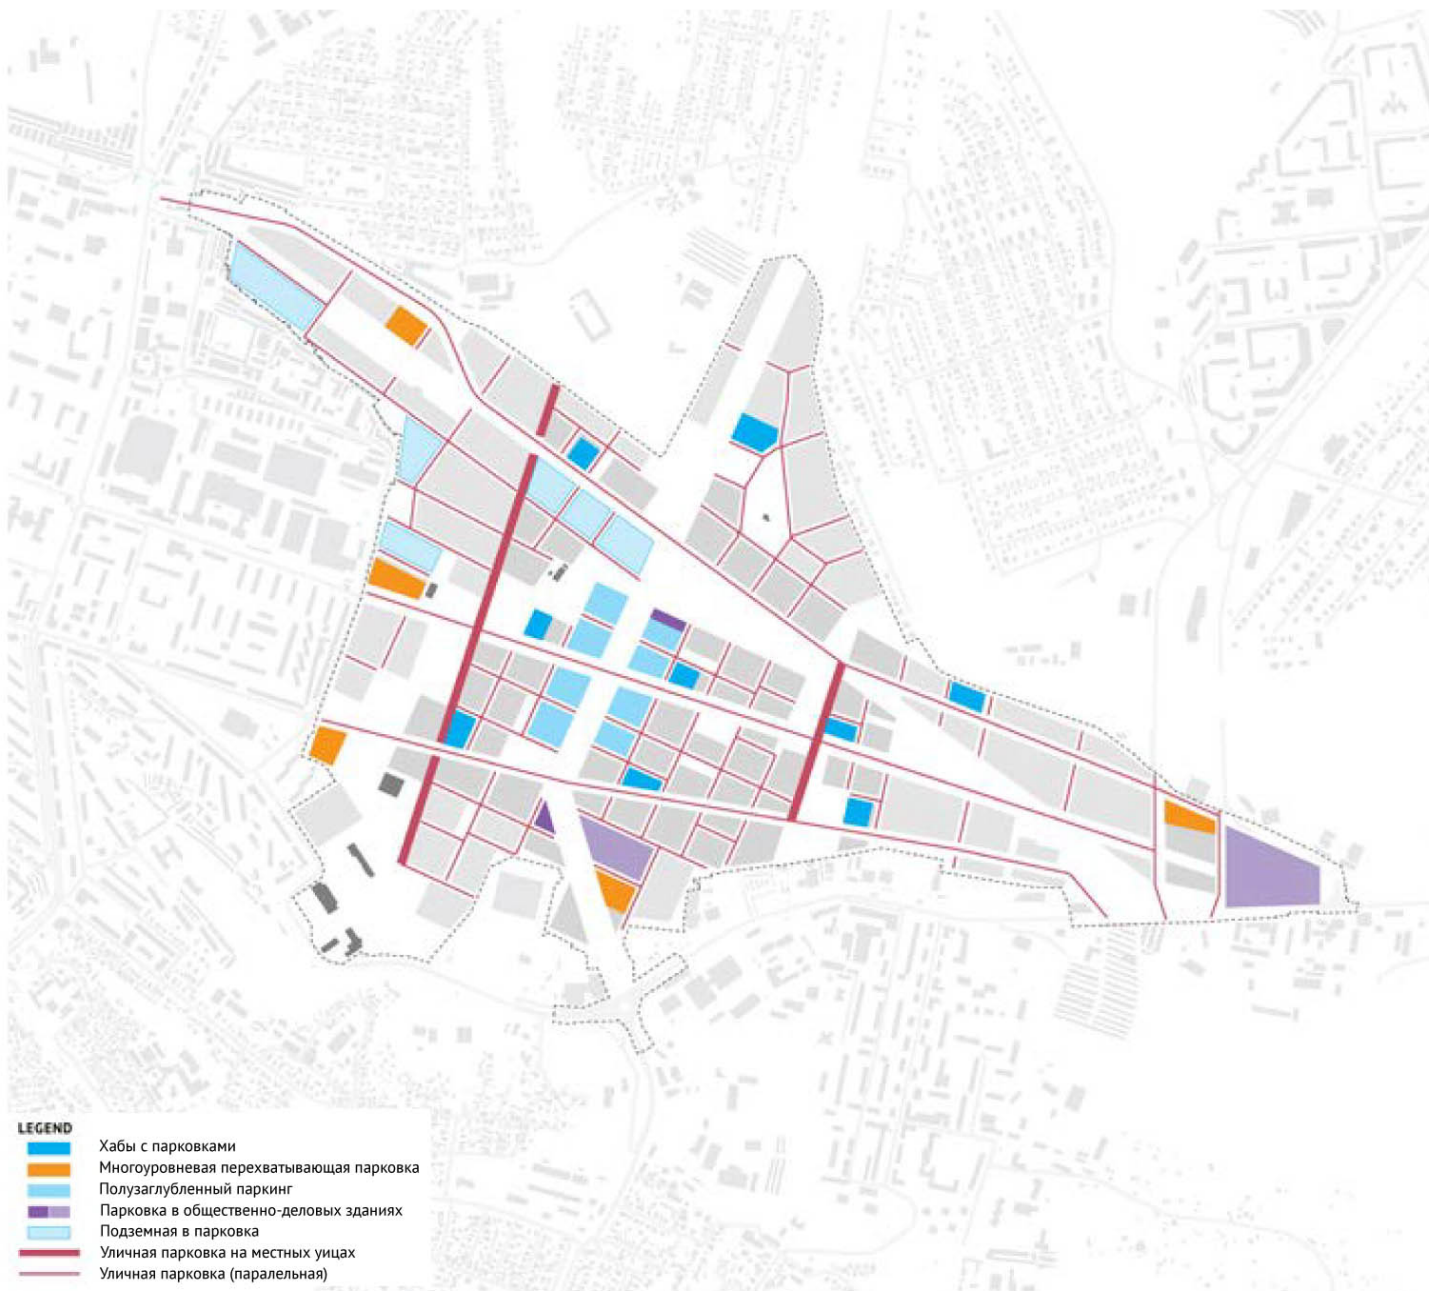 LEGEND
Хабы с парковками
Многоуровневая перехватывающая парковка
Полузаглубленный паркинг
Парковка в общественно-деловых зданиях
Подземная в парковка
Уличная парковка на местных уицах
Уличная парковка (паралельная)